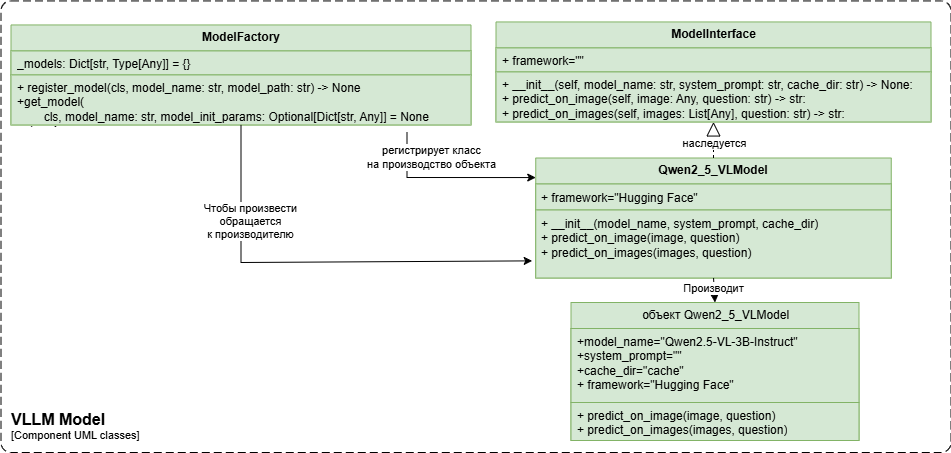 ModelFactory
_models: Dict[str, Type[Any]] = {}
+ register_model(cls, model_name: str, model_path: str) -> None
+get_model(
cls, model_name: str, model_init_params: Optional[Dict[str, Any]] = None
ModelInterface
+ framework=""
+ __init__(self, model_name: str, system_prompt: str, cache_dir: str) -> None:
+ predict_on_image(self, image: Any, question: str) -> str:
+ predict_on_images(self, images: List[Any], question: str) -> str:
наследуется
регистрирует класс
на производство объекта
Чтобы произвести
обращается
к производителю
Qwen2_5_VLModel
+ framework="Hugging Face"
+ __init__(model_name, system_prompt, cache_dir)
+ predict_on_image(image, question)
+ predict_on_images(images, question)
Производит
объект Qwen2_5_VLModel
+model_name="Qwen2.5-VL-3B-Instruct"
+system_prompt=""
+cache_dir="cache"
+ framework="Hugging Face"
+ predict_on_image(image, question)
+ predict_on_images(images, question)
VLLM Model
[Component UML classes]